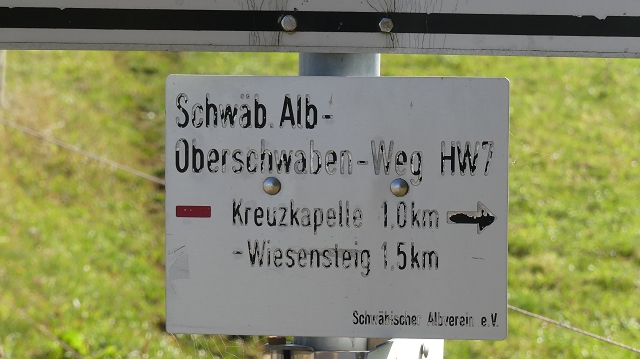 Schwäb. Alb-
Oberschwaben-Weg HW7
Kreuzkapelle 1,0km
-Wiesensteig 1,5km
Schwäbischer Albverein e.V.